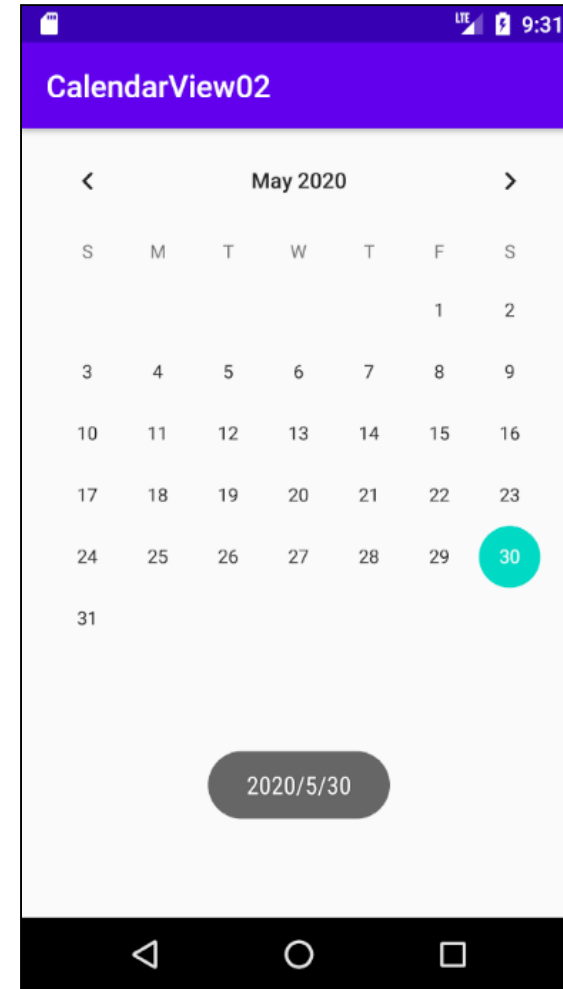 LTE 9:31
CalendarView02
May 2020
S M T W T F S
1 2
3 4 5 6 7 8 9
10 11 12 13 14 15 16
17 18 19 20 21 22 23
24 25 26 27 28 29 30
31
2020/5/30